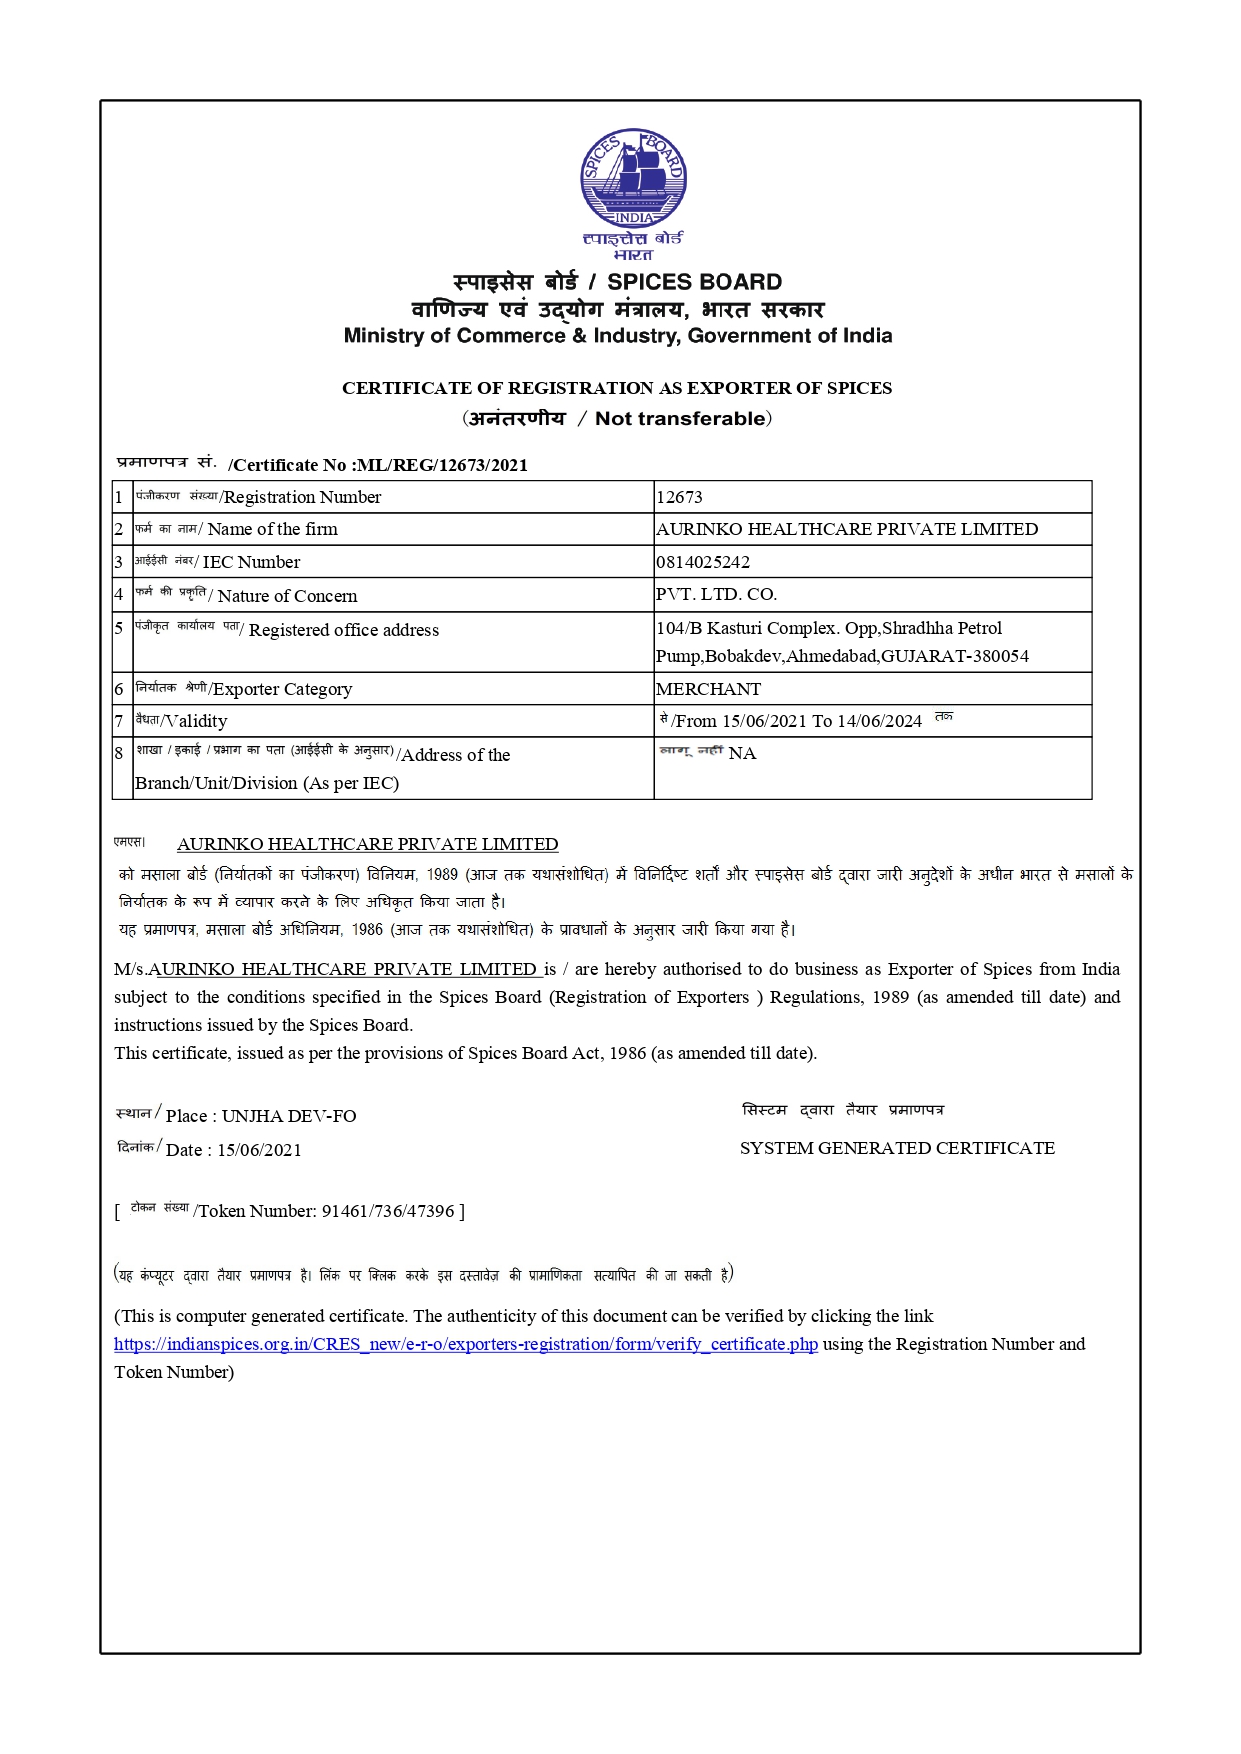 SPICES BOARD
INDIA
स्पाइसेस बोर्ड
भारत
स्पाइसेस बोर्ड / SPICES BOARD
वाणिज्य एवं उद्योग मंत्रालय, भारत सरकार
Ministry of Commerce & Industry, Government of India
CERTIFICATE OF REGISTRATION AS EXPORTER OF SPICES
(अनंतरणीय / Not transferable)
प्रमाणपत्र सं. /Certificate No :ML/REG/12673/2021
1 पंजीकरण संख्या/Registration Number 12673
2 फर्म का नाम/ Name of the firm AURINKO HEALTHCARE PRIVATE LIMITED
3 आईईसी नंबर/ IEC Number 0814025242
4 फर्म की प्रकृति/ Nature of Concern PVT. LTD. CO.
5 पंजीकृत कार्यालय पता/ Registered office address 104/B Kasturi Complex. Opp,Shradhha Petrol
Pump,Bobakdev,Ahmedabad,GUJARAT-380054
6 निर्यातक श्रेणी/Exporter Category MERCHANT
7 वैधता/Validity से/From 15/06/2021 To 14/06/2024 तक
8 शाखा / इकाई / प्रभाग का पता (आईईसी के अनुसार)/Address of the लागू नहीं NA
Branch/Unit/Division (As per IEC)
एमएस। AURINKO HEALTHCARE PRIVATE LIMITED
को मसाला बोर्ड (निर्यातकों का पंजीकरण) विनियम, 1989 (आज तक यथासंशोधित) में विनिर्दिष्ट शर्तों और स्पाइसेस बोर्ड द्वारा जारी अनुदेशों के अधीन भारत से मसालों के
निर्यातक के रूप में व्यापार करने के लिए अधिकृत किया जाता है।
यह प्रमाणपत्र, मसाला बोर्ड अधिनियम, 1986 (आज तक यथासंशोधित) के प्रावधानों के अनुसार जारी किया गया है।
M/s.AURINKO HEALTHCARE PRIVATE LIMITED is / are hereby authorised to do business as Exporter of Spices from India
subject to the conditions specified in the Spices Board (Registration of Exporters ) Regulations, 1989 (as amended till date) and
instructions issued by the Spices Board.
This certificate, issued as per the provisions of Spices Board Act, 1986 (as amended till date).
स्थान/ Place : UNJHA DEV-FO सिस्टम द्वारा तैयार प्रमाणपत्र
दिनांक/ Date : 15/06/2021 SYSTEM GENERATED CERTIFICATE
[ टोकन संख्या /Token Number: 91461/736/47396 ]
(यह कंप्यूटर द्वारा तैयार प्रमाणपत्र है। लिंक पर क्लिक करके इस दस्तावेज़ की प्रामाणिकता सत्यापित की जा सकती है)
(This is computer generated certificate. The authenticity of this document can be verified by clicking the link
https://indianspices.org.in/CRES_new/e-r-o/exporters-registration/form/verify_certificate.php using the Registration Number and
Token Number)